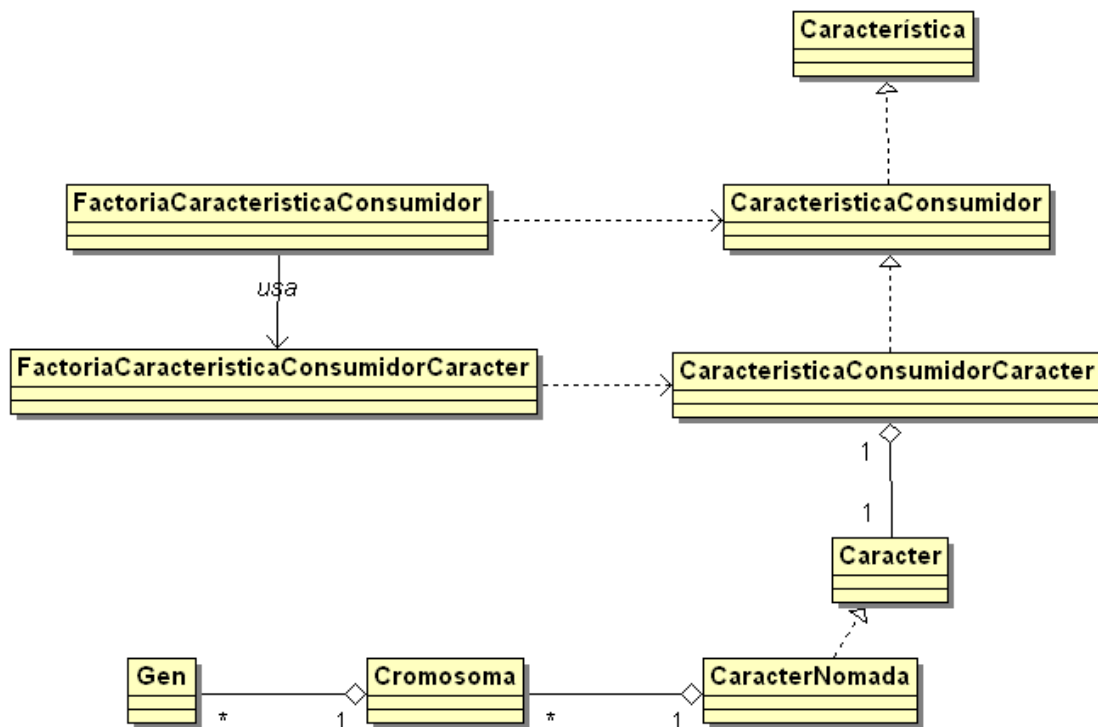 Característica
FactoriaCaracteristicaConsumidor
CaracteristicaConsumidor
usa
FactoriaCaracteristicaConsumidorCaracter
CaracteristicaConsumidorCaracter
1
1
Caracter
Gen
Cromosoma
CaracterNomada
* 1 * 1